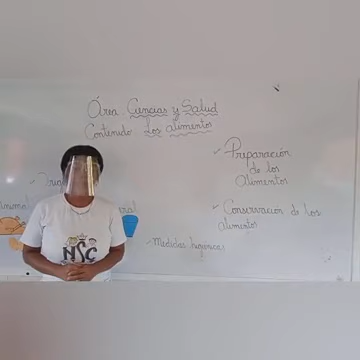 Área: Ciencias y Salud
Contenido Los alimentos
Preparación
de los
Alimentos
Conservación de los
alimentos
Medidas higiénicas
NSC